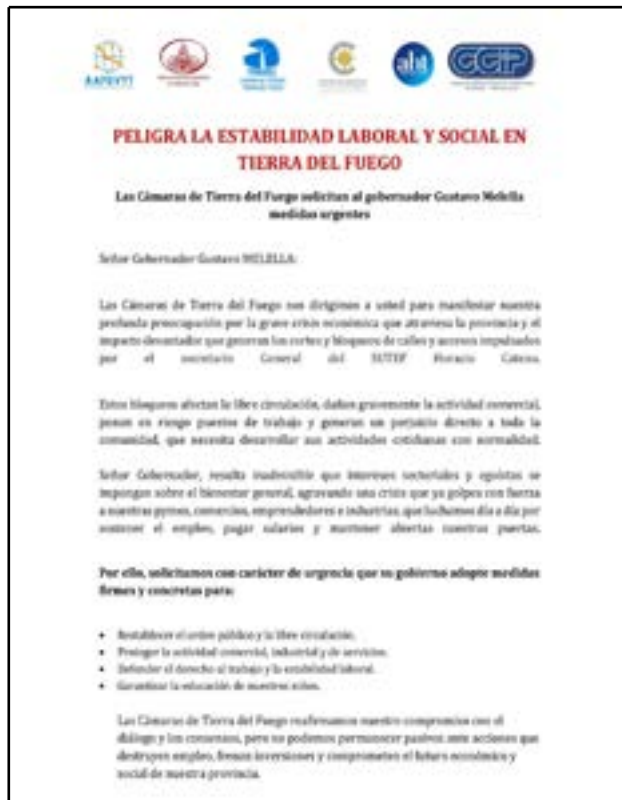 AAFEVYT
aht
CGIP
PELIGRA LA ESTABILIDAD LABORAL Y SOCIAL EN
TIERRA DEL FUEGO
Las Cámaras de Tierra del Fuego solicitan al gobernador Gustavo Melella
medidas urgentes
Señor Gobernador Gustavo MELELLA:
Las Cámaras de Tierra del Fuego nos dirigimos a usted para manifestar nuestra
profunda preocupación por la grave crisis económica que atraviesa la provincia y el
impacto devastador que generan los cortes y bloqueos de calles y accesos impulsados
por el secretario General del SUTEF Horacio Catena.
Estos bloqueos afectan la libre circulación, dañan gravemente la actividad comercial,
ponen en riesgo puestos de trabajo y generan un perjuicio directo a toda la
comunidad, que necesita desarrollar sus actividades cotidianas con normalidad.
Señor Gobernador, resulta inadmisible que intereses sectoriales y egoístas se
impongan sobre el bienestar general, agravando una crisis que ya golpea con fuerza
a nuestras pymes, comercios, emprendedores e industrias, que luchamos día a día por
sostener el empleo, pagar salarios y mantener abiertas nuestras puertas.
Por ello, solicitamos con carácter de urgencia que su gobierno adopte medidas
firmes y concretas para:
• Restablecer el orden público y la libre circulación.
• Proteger la actividad comercial, industrial y de servicios.
• Defender el derecho al trabajo y la estabilidad laboral.
• Garantizar la educación de nuestros niños.
Las Cámaras de Tierra del Fuego reafirmamos nuestro compromiso con el
diálogo y los consensos, pero no podemos permanecer pasivos ante acciones que
destruyen empleo, frenan inversiones y comprometen el futuro económico y
social de nuestra provincia.